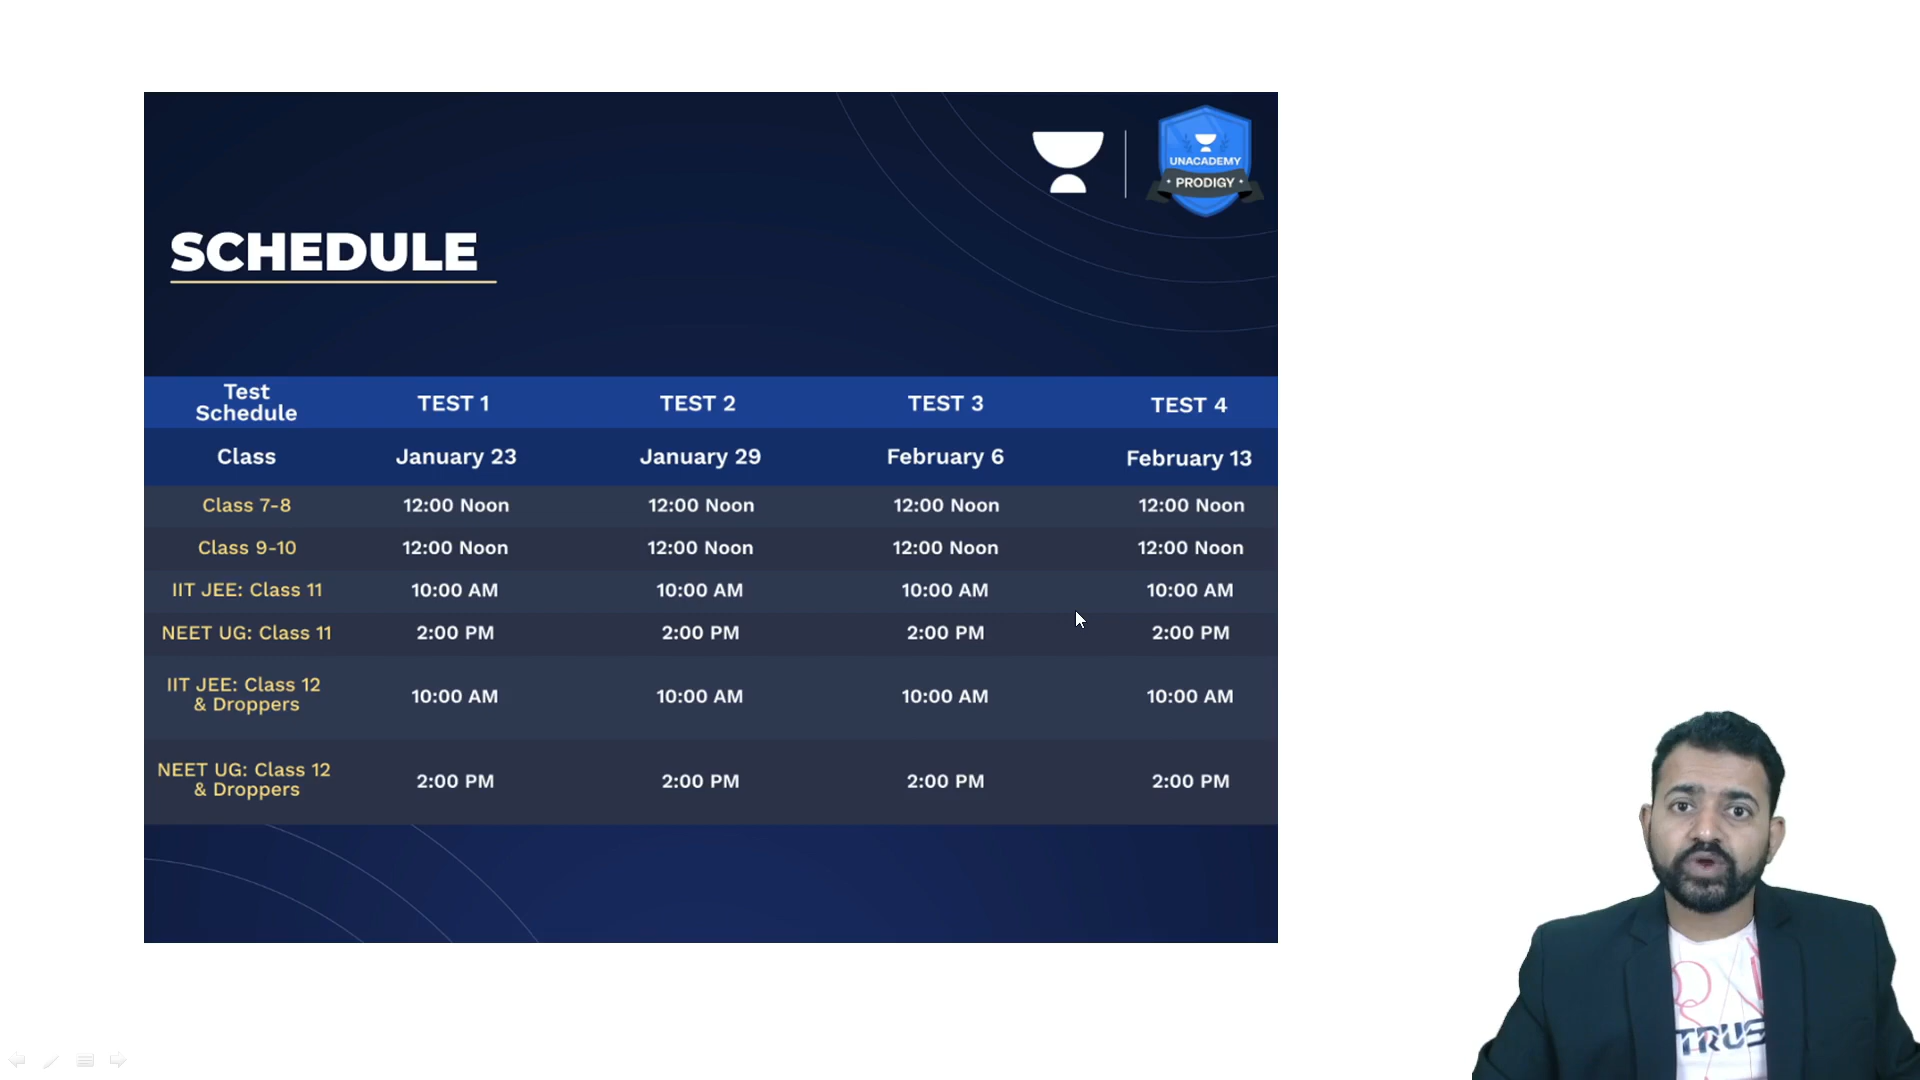 UNACADEMY
PRODIGY
SCHEDULE
Test Schedule TEST 1 TEST 2 TEST 3 TEST 4
Class January 23 January 29 February 6 February 13
Class 7-8 12:00 Noon 12:00 Noon 12:00 Noon 12:00 Noon
Class 9-10 12:00 Noon 12:00 Noon 12:00 Noon 12:00 Noon
IIT JEE: Class 11 10:00 AM 10:00 AM 10:00 AM 10:00 AM
NEET UG: Class 11 2:00 PM 2:00 PM 2:00 PM 2:00 PM
IIT JEE: Class 12 & Droppers 10:00 AM 10:00 AM 10:00 AM 10:00 AM
NEET UG: Class 12 & Droppers 2:00 PM 2:00 PM 2:00 PM 2:00 PM
TRUS